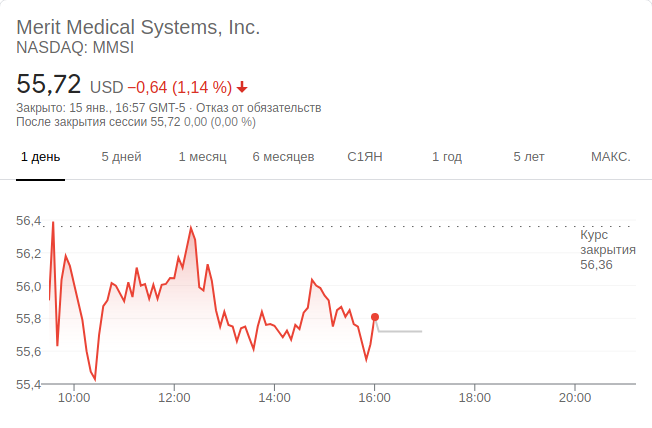 Merit Medical Systems, Inc.
NASDAQ: MMSI
55,72 USD −0,64 (1,14 %)
Закрыто: 15 янв., 16:57 GMT-5 · Отказ от обязательств
После закрытия сессии 55,72 0,00 (0,00 %)
1 день 5 дней 1 месяц 6 месяцев С1ЯН 1 год 5 лет МАКС.
56,4
Курс
закрытия
56,36
56,2
56,0
55,8
55,6
55,4
10:00 12:00 14:00 16:00 18:00 20:00